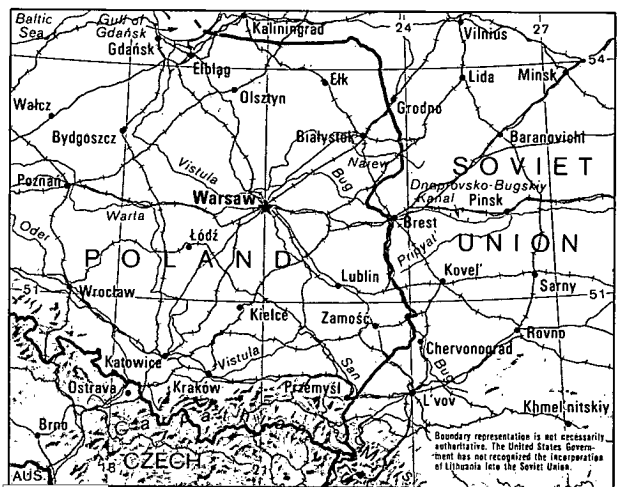 Baltic
Sea
Gulf of
Gdańsk
Gdańsk
Kaliningrad
24
Vilnius
27
54
Elbląg
Ełk
Lida
Minsk
Olsztyn
Wałcz
Grodno
Bydgoszcz
Białystok
Baranovichi
Narew
SOVIET
Vistula
Bug
Poznań
Dneprovsko-Bugskiy
Kanal
Pinsk
Warsaw
Warta
Brest
Oder
Łódź
Pripyat
UNION
POLAND
Lublin
Kovel'
Sarny
51
Wrocław
51
Kielce
Zamość
Rovno
Chervonograd
Katowice
Vistula
San
Bug
Ostrava
Kraków
Przemyśl
L'vov
Khmel'nitskiy
Brno
Boundary representation is not necessarily
authoritative. The United States Govern-
ment has not recognized the incorporation
of Lithuania into the Soviet Union.
18
CZECH
21
AUS.